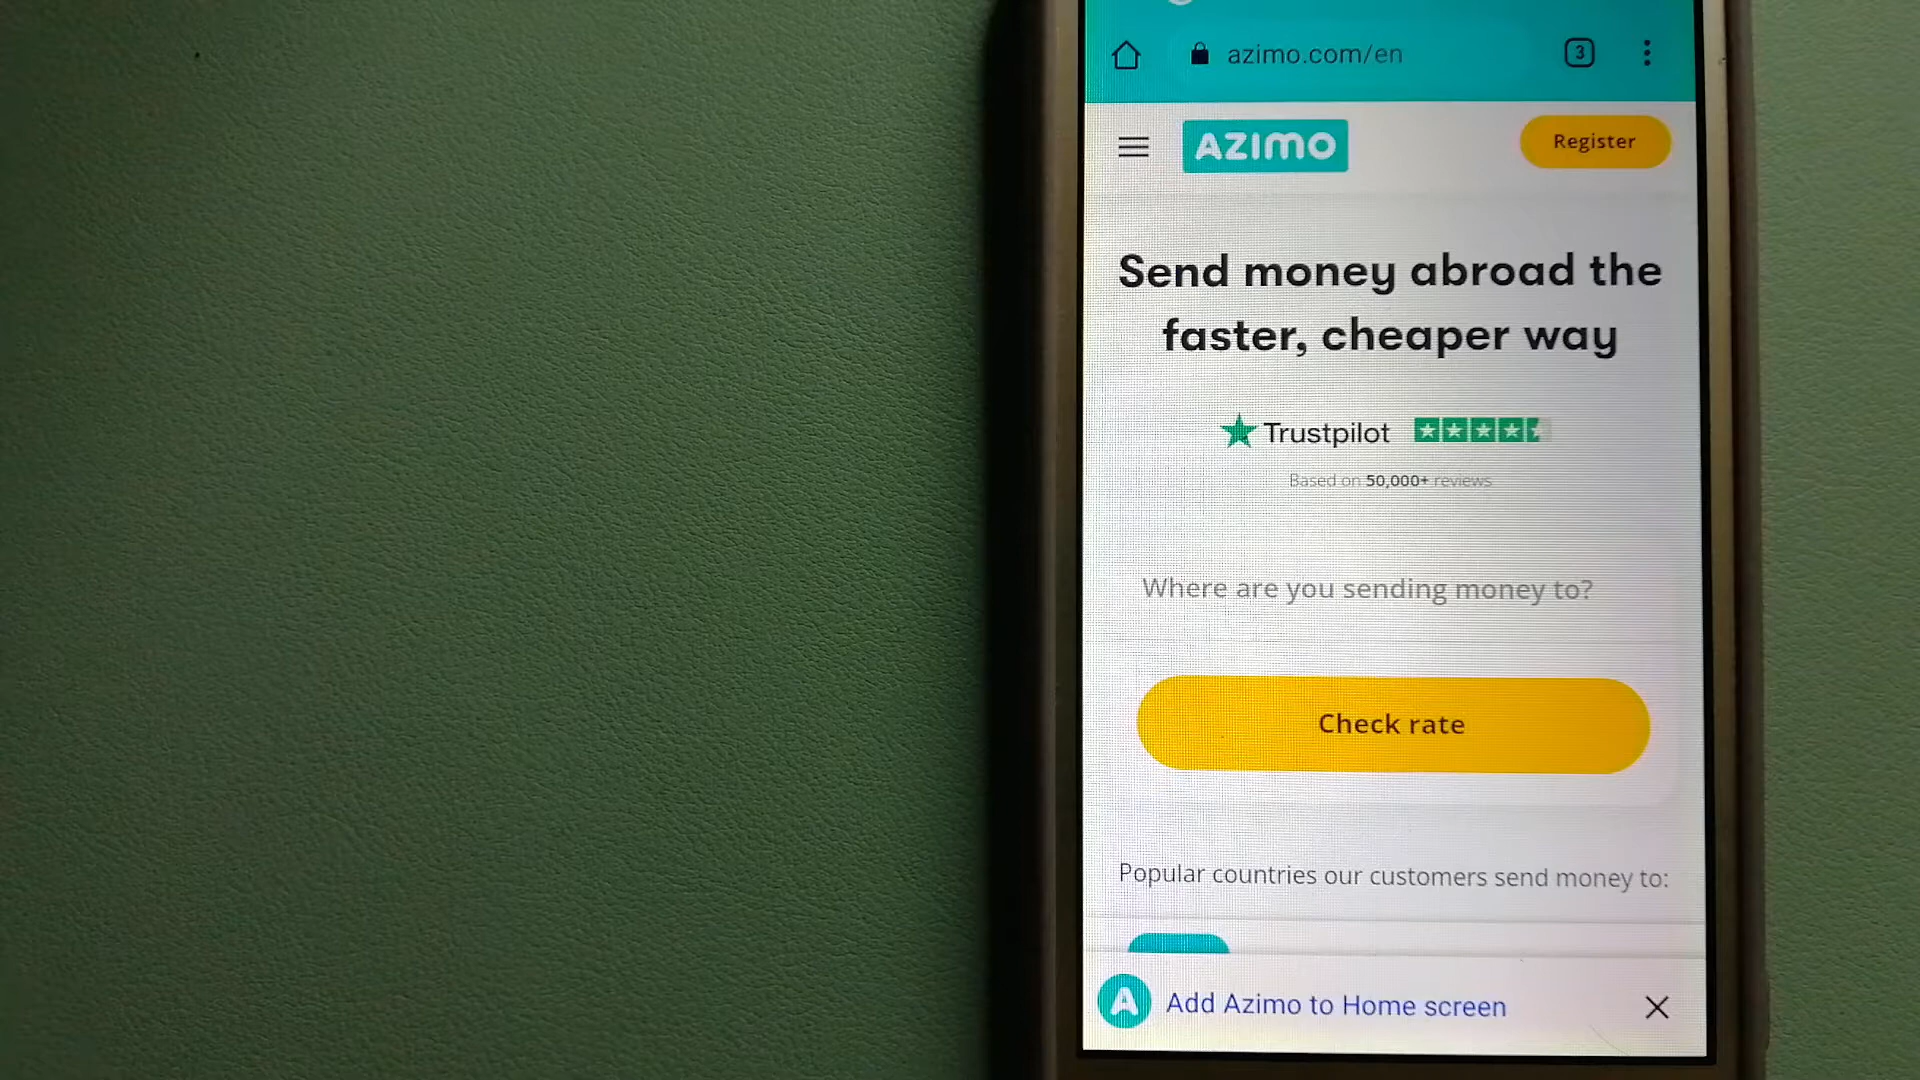 azimo.com/en
3
AZIMO
Register
Send money abroad the
faster, cheaper way
Trustpilot
Based on 50,000+ reviews
Where are you sending money to?
Check rate
Popular countries our customers send money to:
A
Add Azimo to Home screen